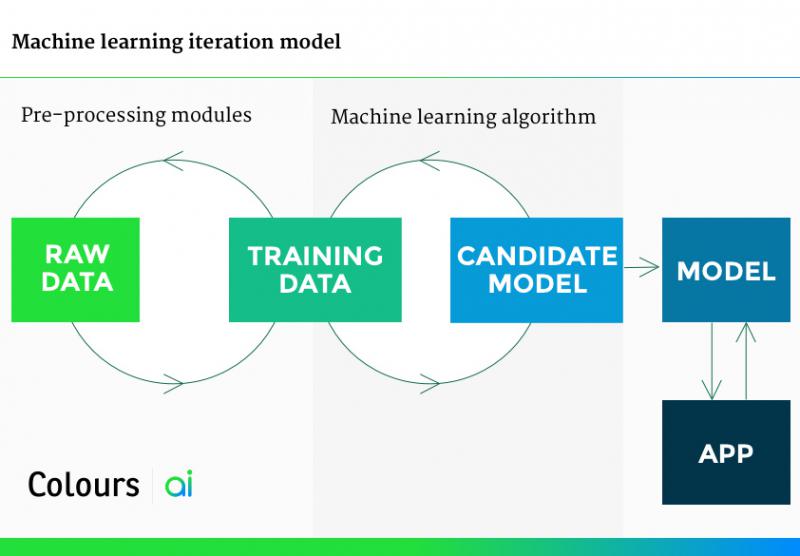 Machine learning iteration model
Pre-processing modules
Machine learning algorithm
RAW
DATA
TRAINING
DATA
CANDIDATE
MODEL
MODEL
APP
Colours ai